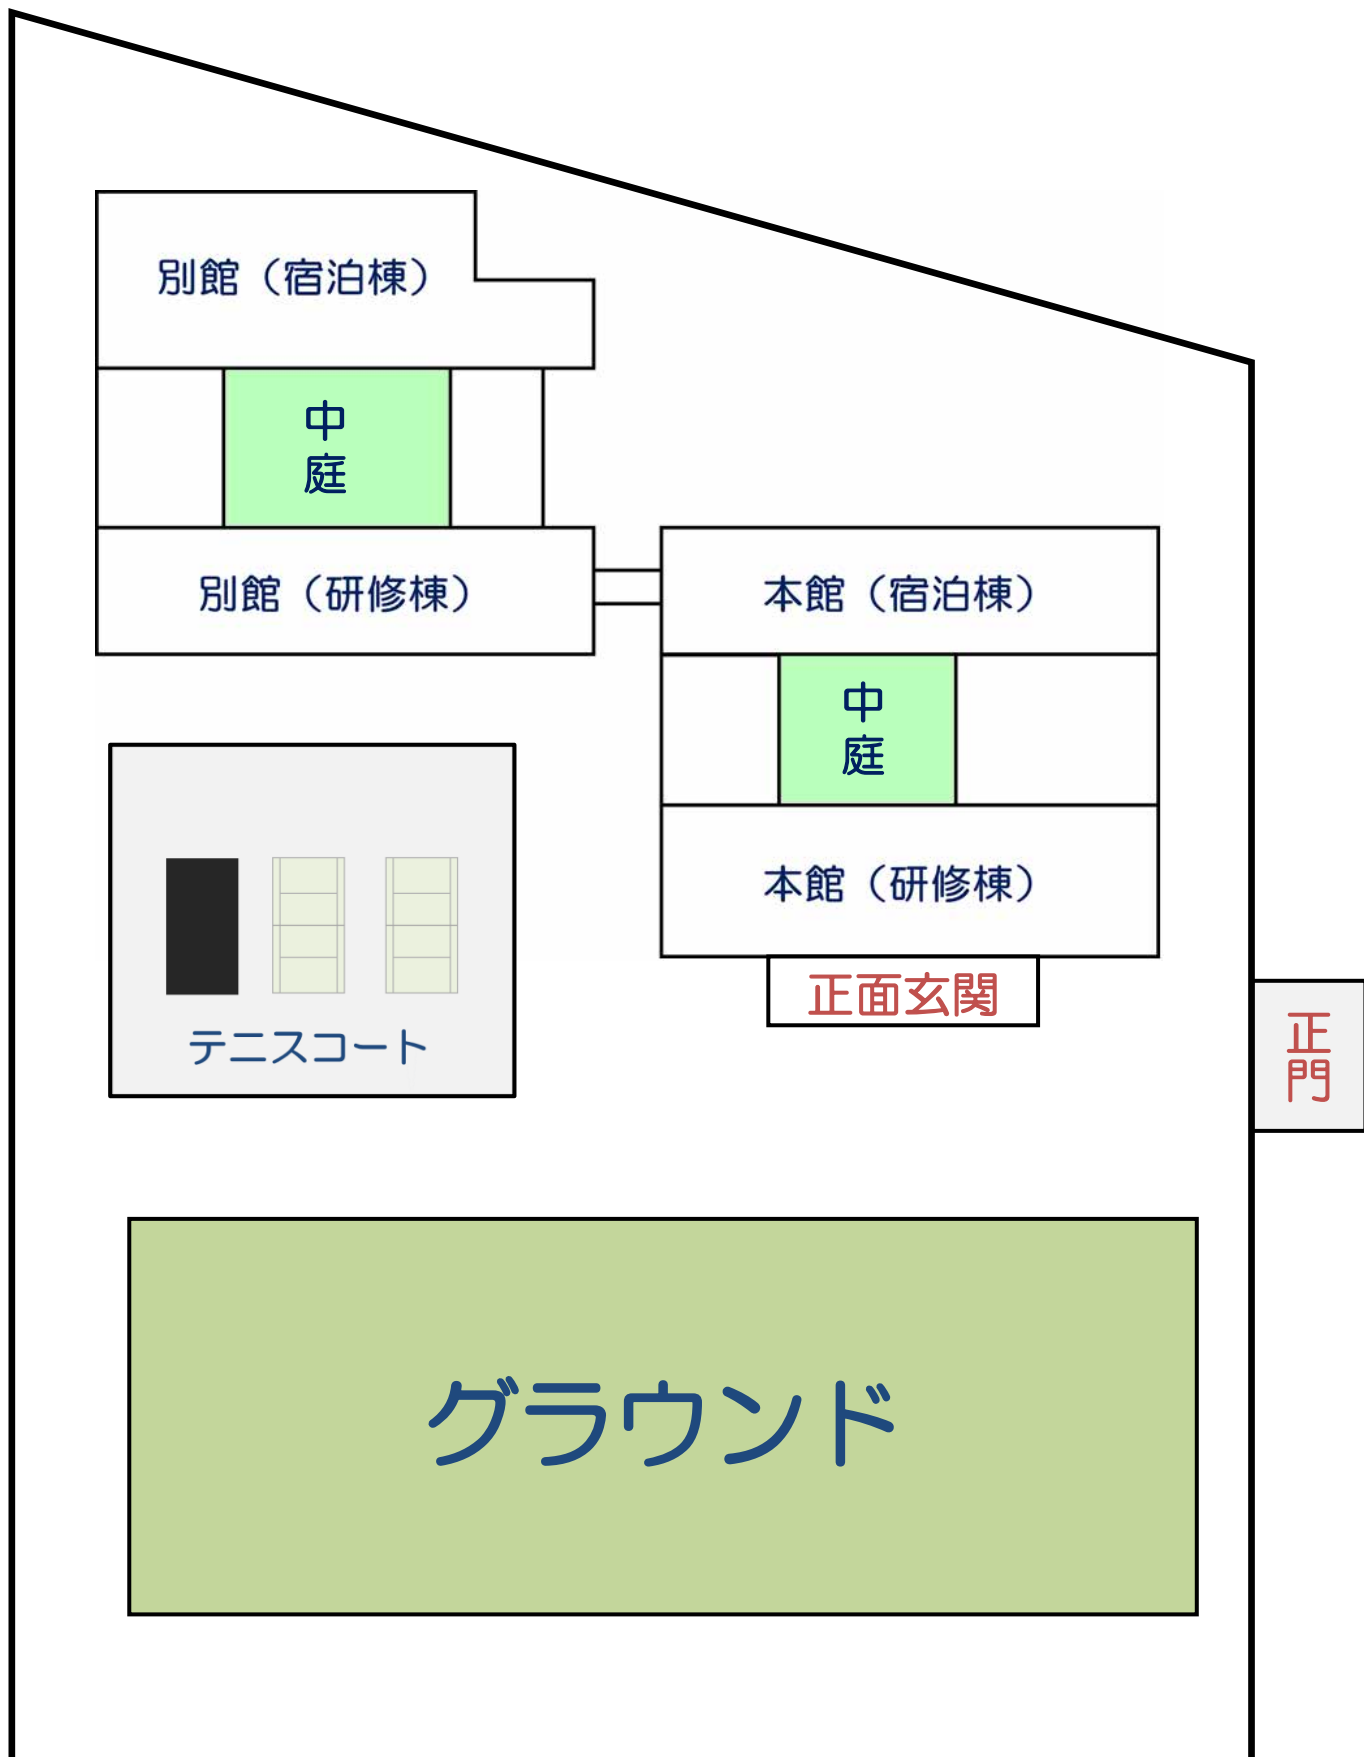 別館（宿泊棟）
中
庭
別館（研修棟）
本館（宿泊棟）
中
庭
本館（研修棟）
正面玄関
テニスコート
正
門
グラウンド